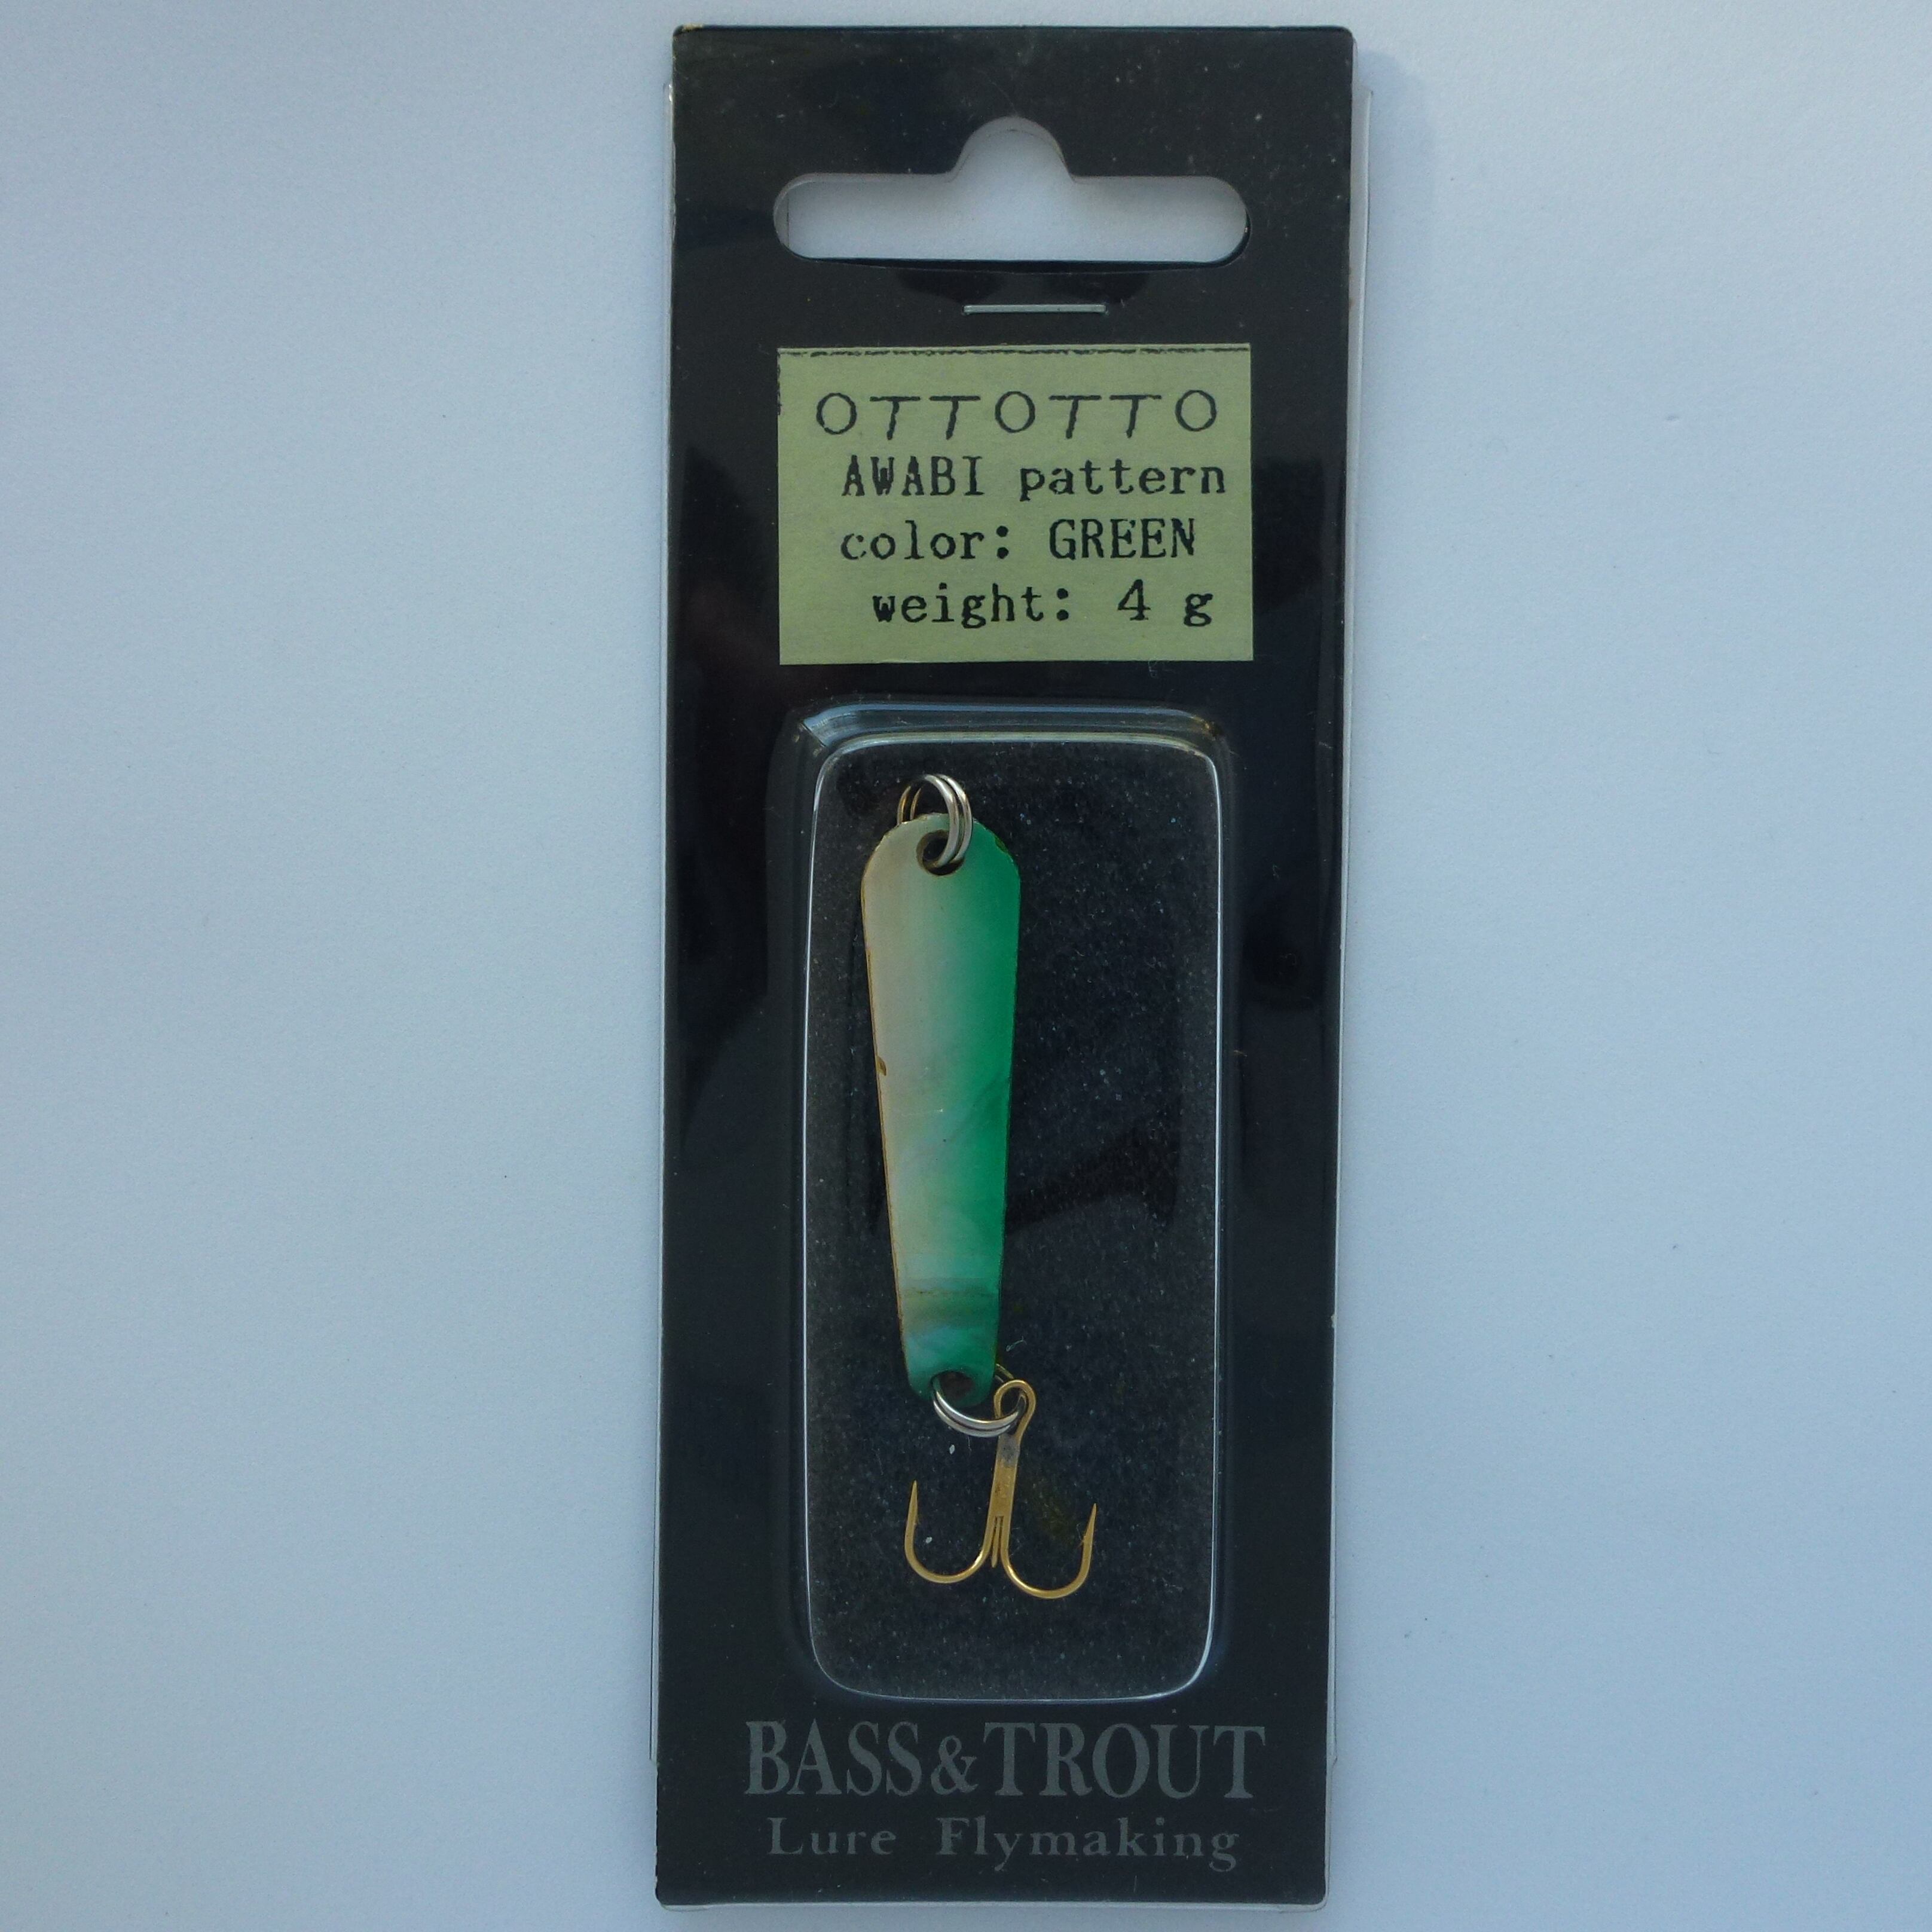 OTTOTTO
AWABI pattern
color: GREEN
weight: 4 g
BASS&TROUT
Lure Flymaking